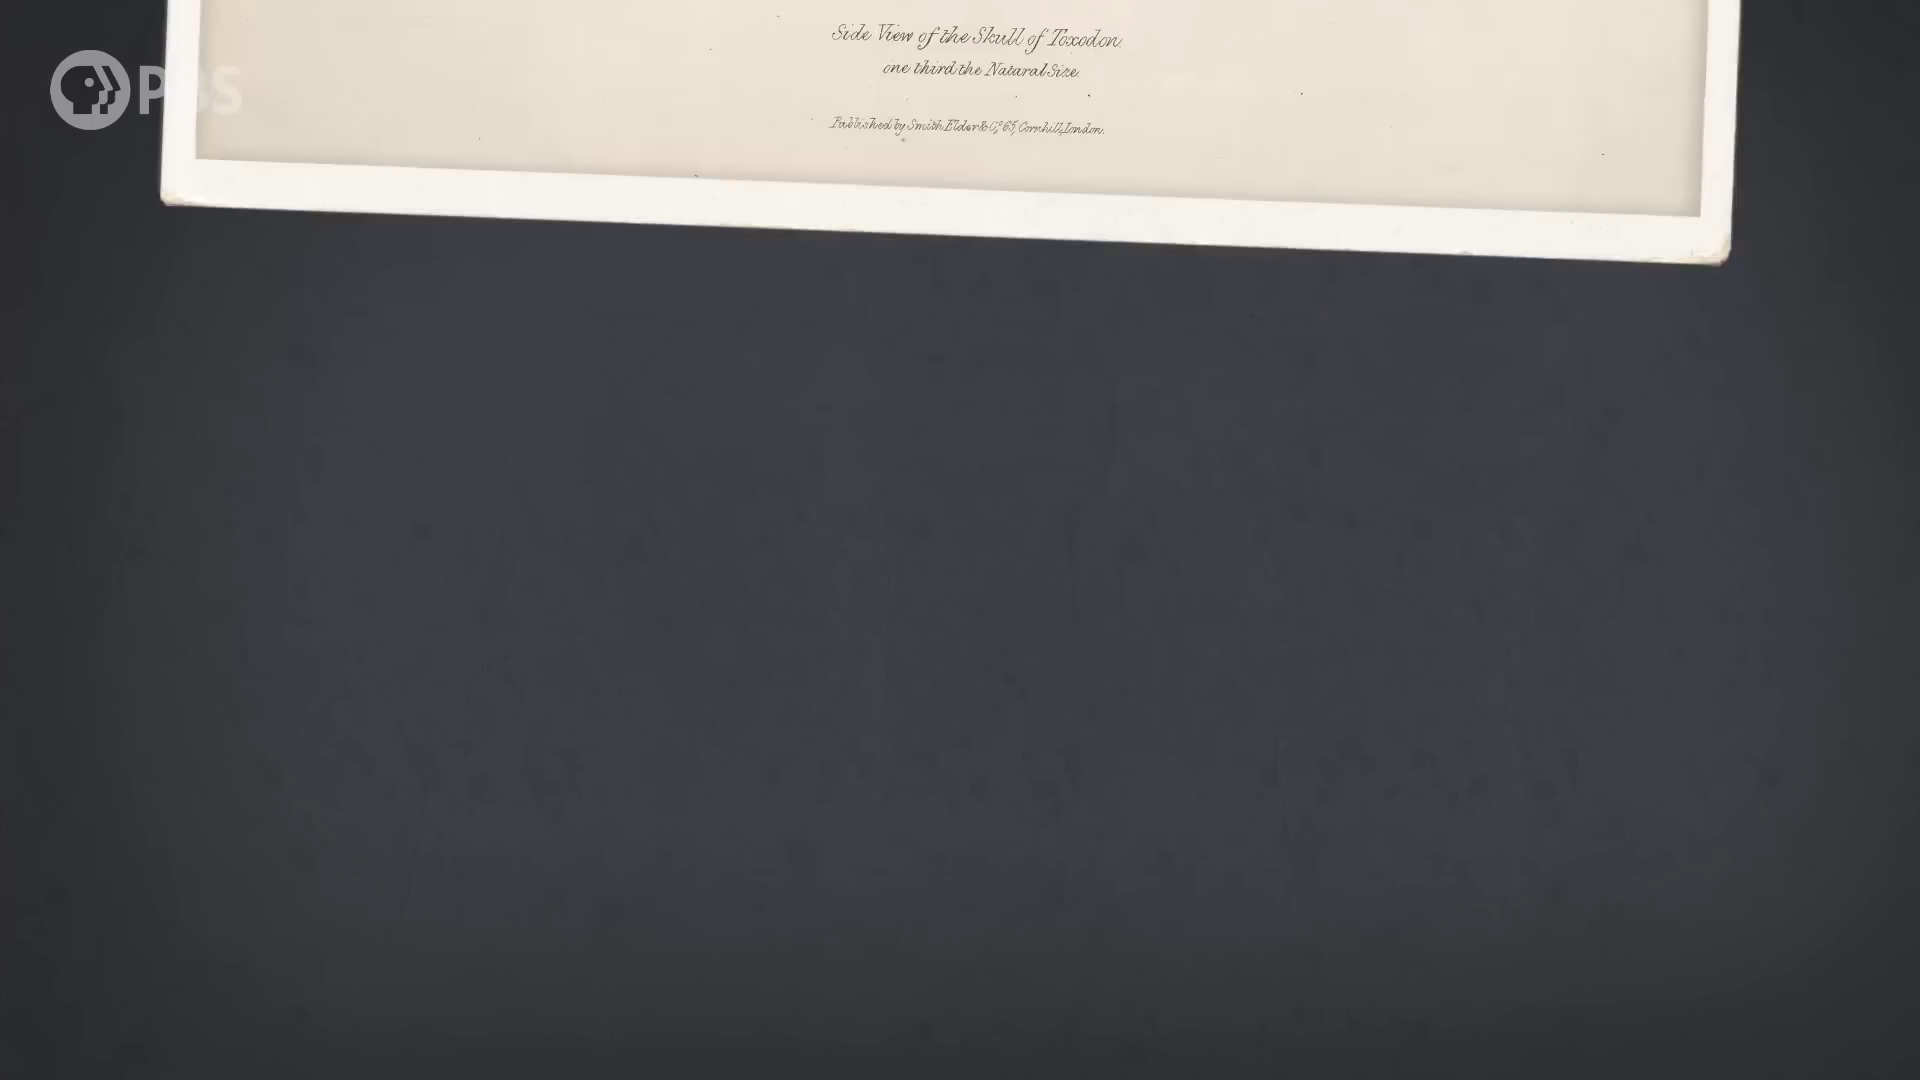 PBS
Side View of the Skull of Toxodon.
one third the Natural Size.
Published by Smith Elder & Co. 65, Cornhill, London.